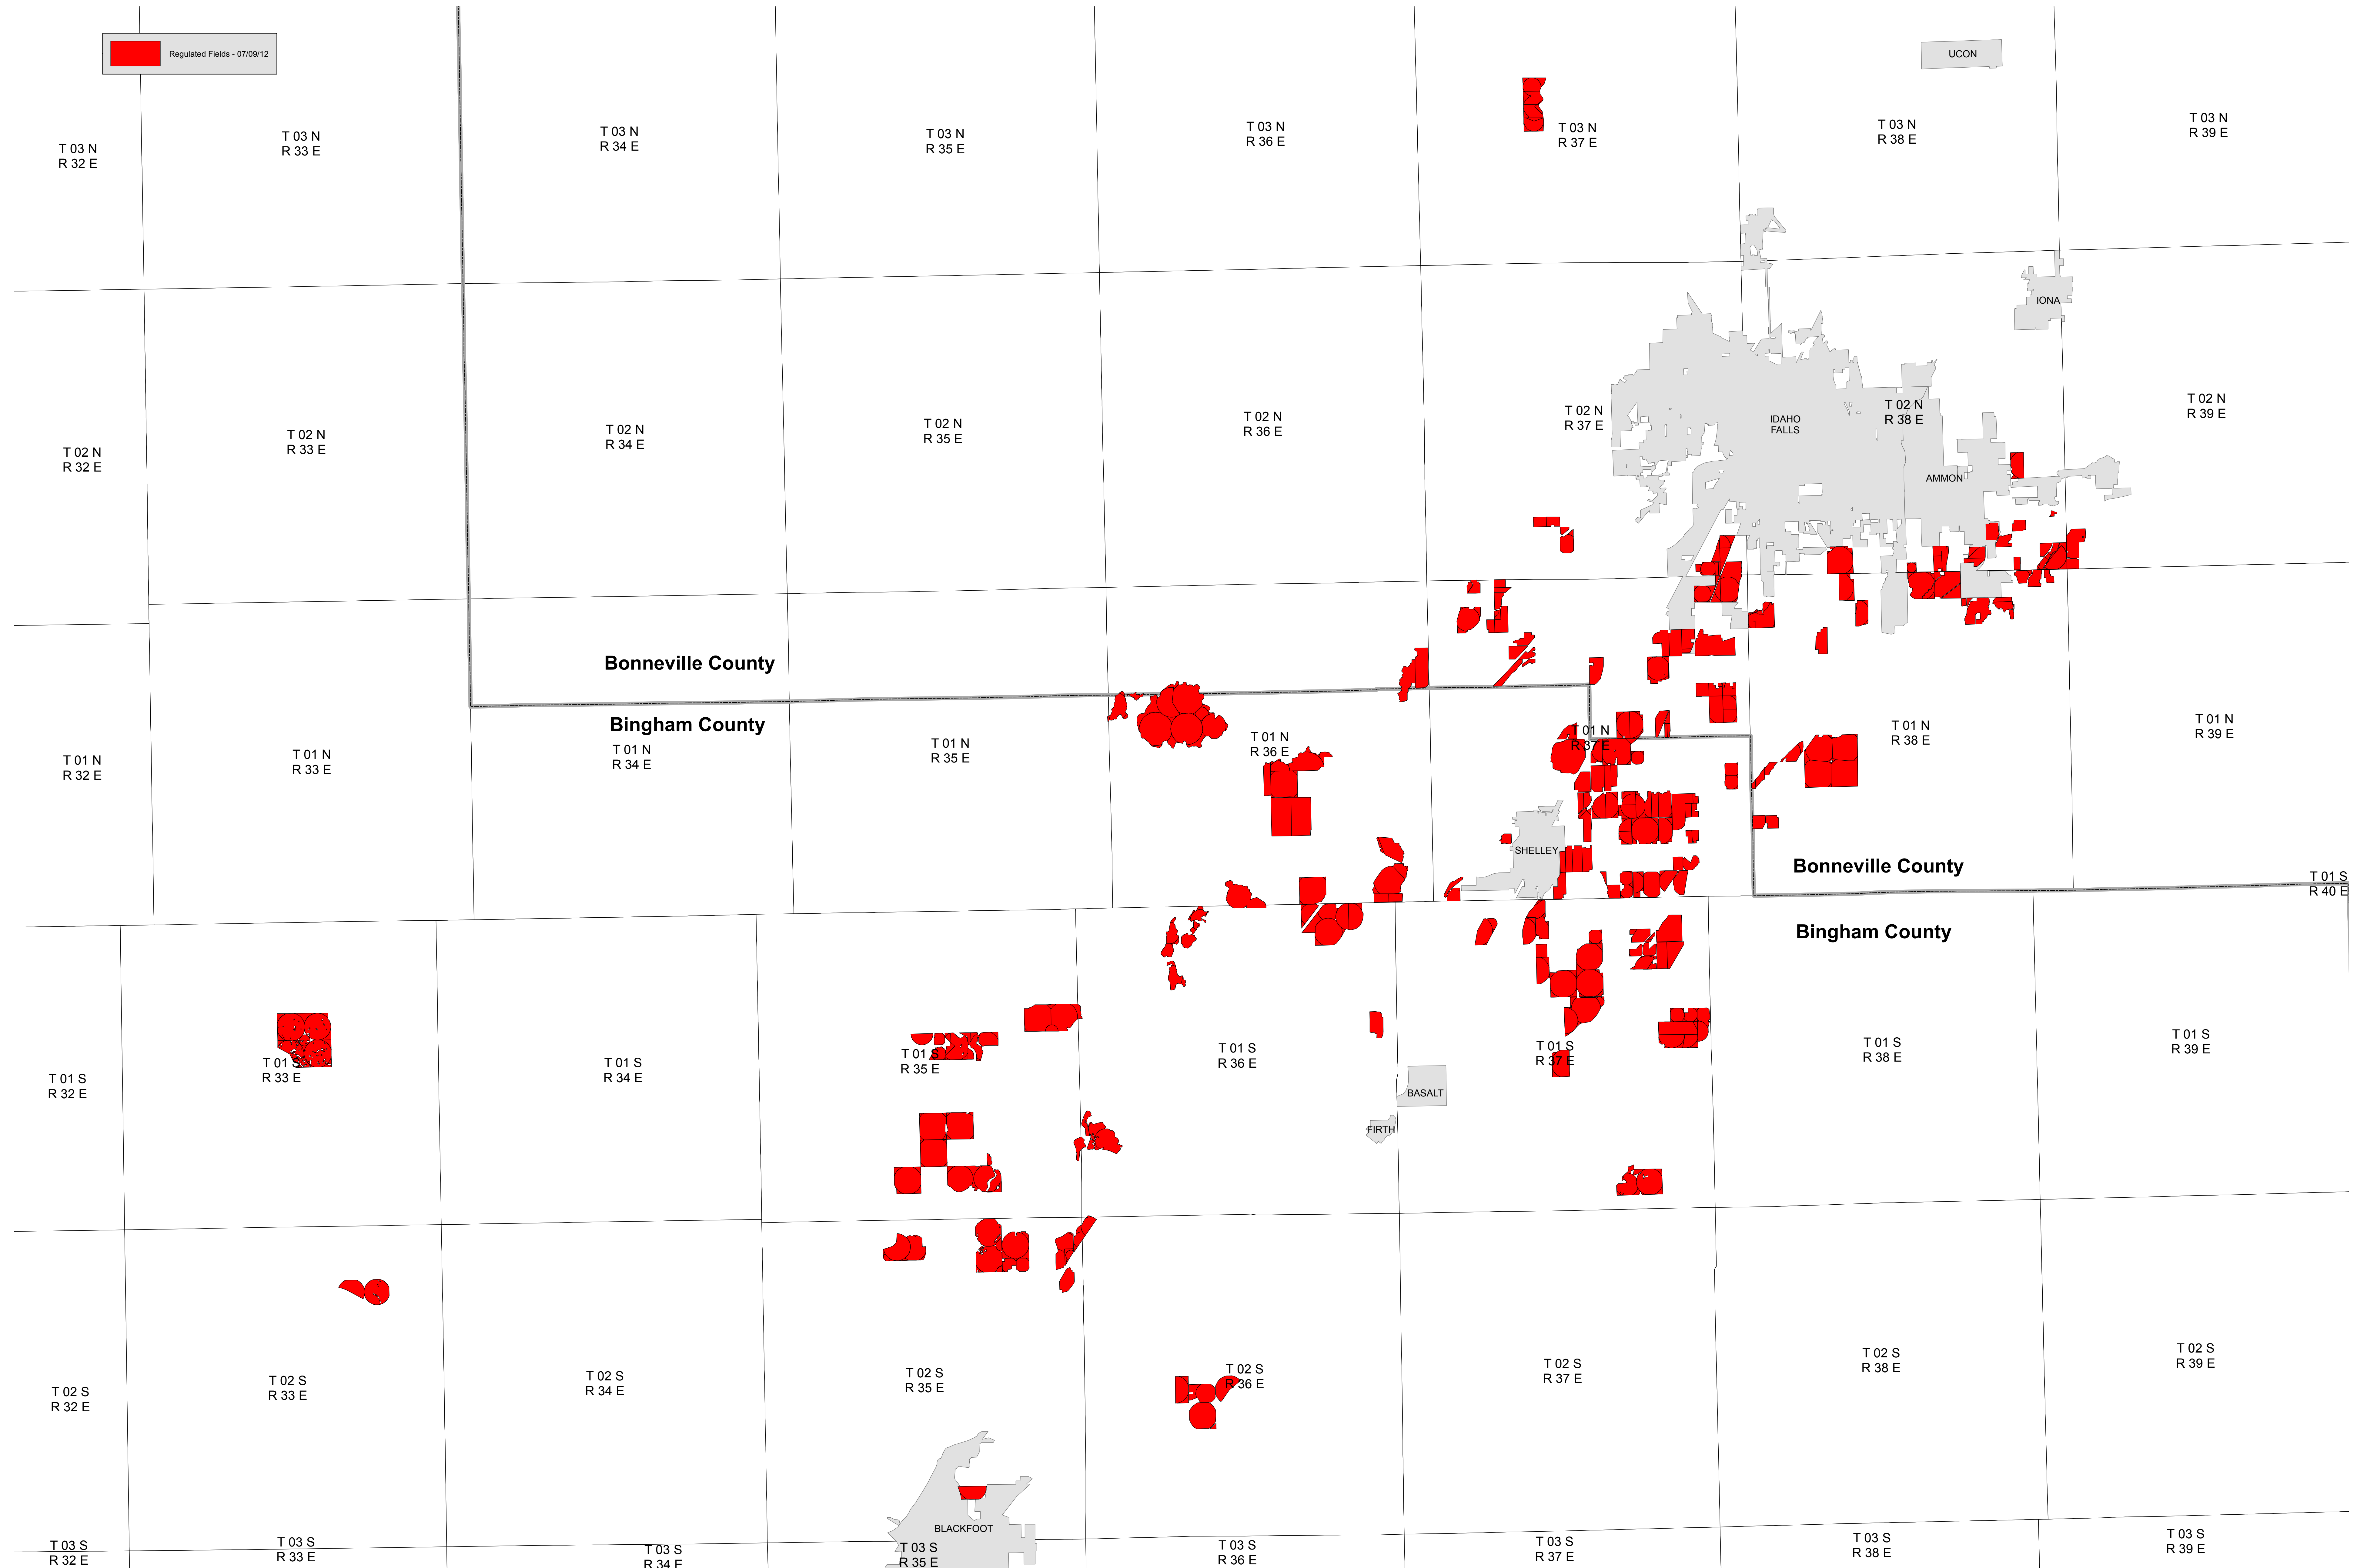 Regulated Fields - 07/09/12
UCON
T 03 N
R 32 E
T 03 N
R 33 E
T 03 N
R 34 E
T 03 N
R 35 E
T 03 N
R 36 E
T 03 N
R 37 E
T 03 N
R 38 E
T 03 N
R 39 E
IONA
T 02 N
R 32 E
T 02 N
R 33 E
T 02 N
R 34 E
T 02 N
R 35 E
T 02 N
R 36 E
T 02 N
R 37 E
IDAHO
FALLS
T 02 N
R 38 E
T 02 N
R 39 E
AMMON
Bonneville County
Bingham County
T 01 N
R 32 E
T 01 N
R 33 E
T 01 N
R 34 E
T 01 N
R 35 E
T 01 N
R 36 E
T 01 N
R 37 E
T 01 N
R 38 E
T 01 N
R 39 E
SHELLEY
Bonneville County
T 01 S
R 40 E
Bingham County
T 01 S
R 32 E
T 01 S
R 33 E
T 01 S
R 34 E
T 01 S
R 35 E
T 01 S
R 36 E
T 01 S
R 37 E
T 01 S
R 38 E
T 01 S
R 39 E
BASALT
FIRTH
T 02 S
R 32 E
T 02 S
R 33 E
T 02 S
R 34 E
T 02 S
R 35 E
T 02 S
R 36 E
T 02 S
R 37 E
T 02 S
R 38 E
T 02 S
R 39 E
BLACKFOOT
T 03 S
R 32 E
T 03 S
R 33 E
T 03 S
R 34 E
T 03 S
R 35 E
T 03 S
R 36 E
T 03 S
R 37 E
T 03 S
R 38 E
T 03 S
R 39 E